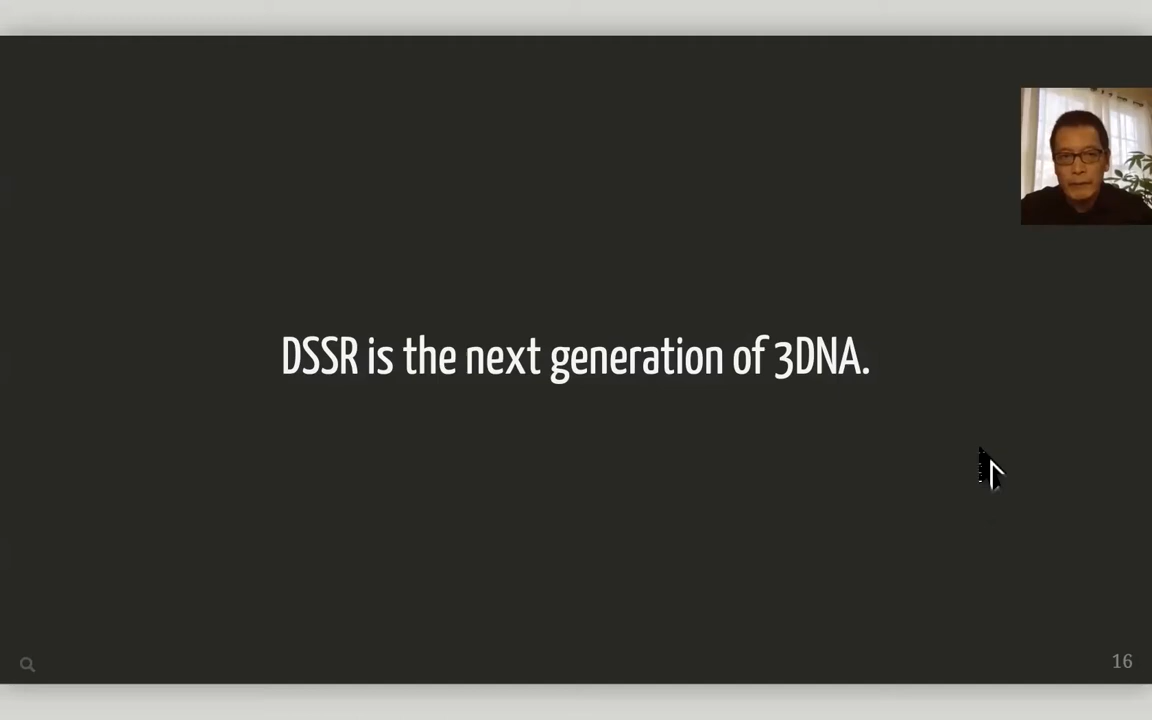 DSSR is the next generation of 3DNA.
16